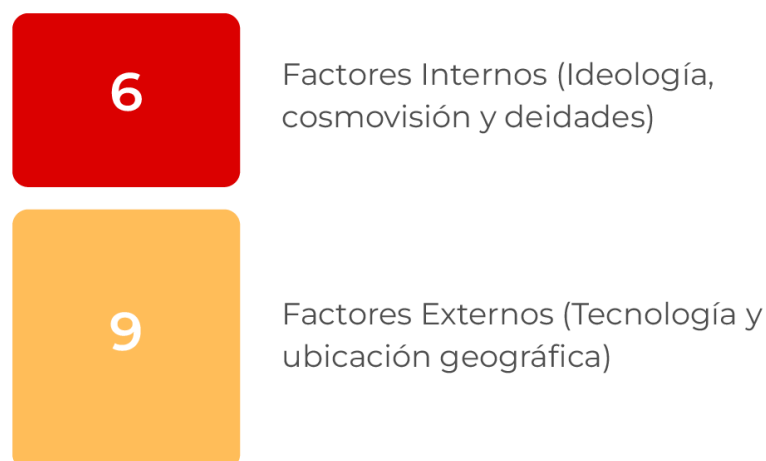 6
Factores Internos (Ideología,
cosmovisión y deidades)
9
Factores Externos (Tecnología y
ubicación geográfica)